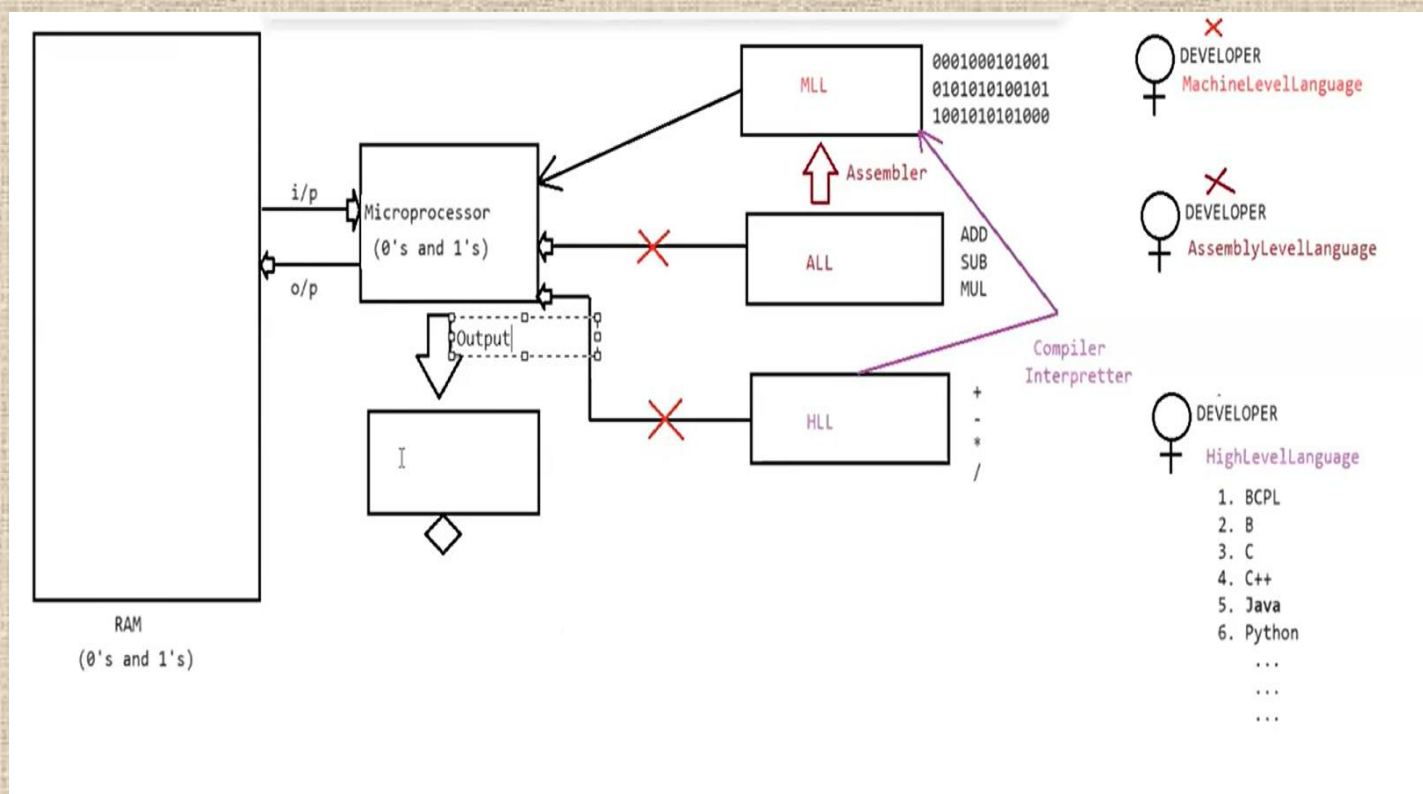 MLL
0001000101001
0101010100101
1001010101000
DEVELOPER
MachineLevelLanguage
Assembler
i/p
Microprocessor
(0's and 1's)
o/p
ALL
ADD
SUB
MUL
DEVELOPER
AssemblyLevelLanguage
Output
Compiler
Interpretter
HLL
+
-
*
/
DEVELOPER
HighLevelLanguage
1. BCPL
2. B
3. C
4. C++
5. Java
6. Python
...
...
...
RAM
(0's and 1's)